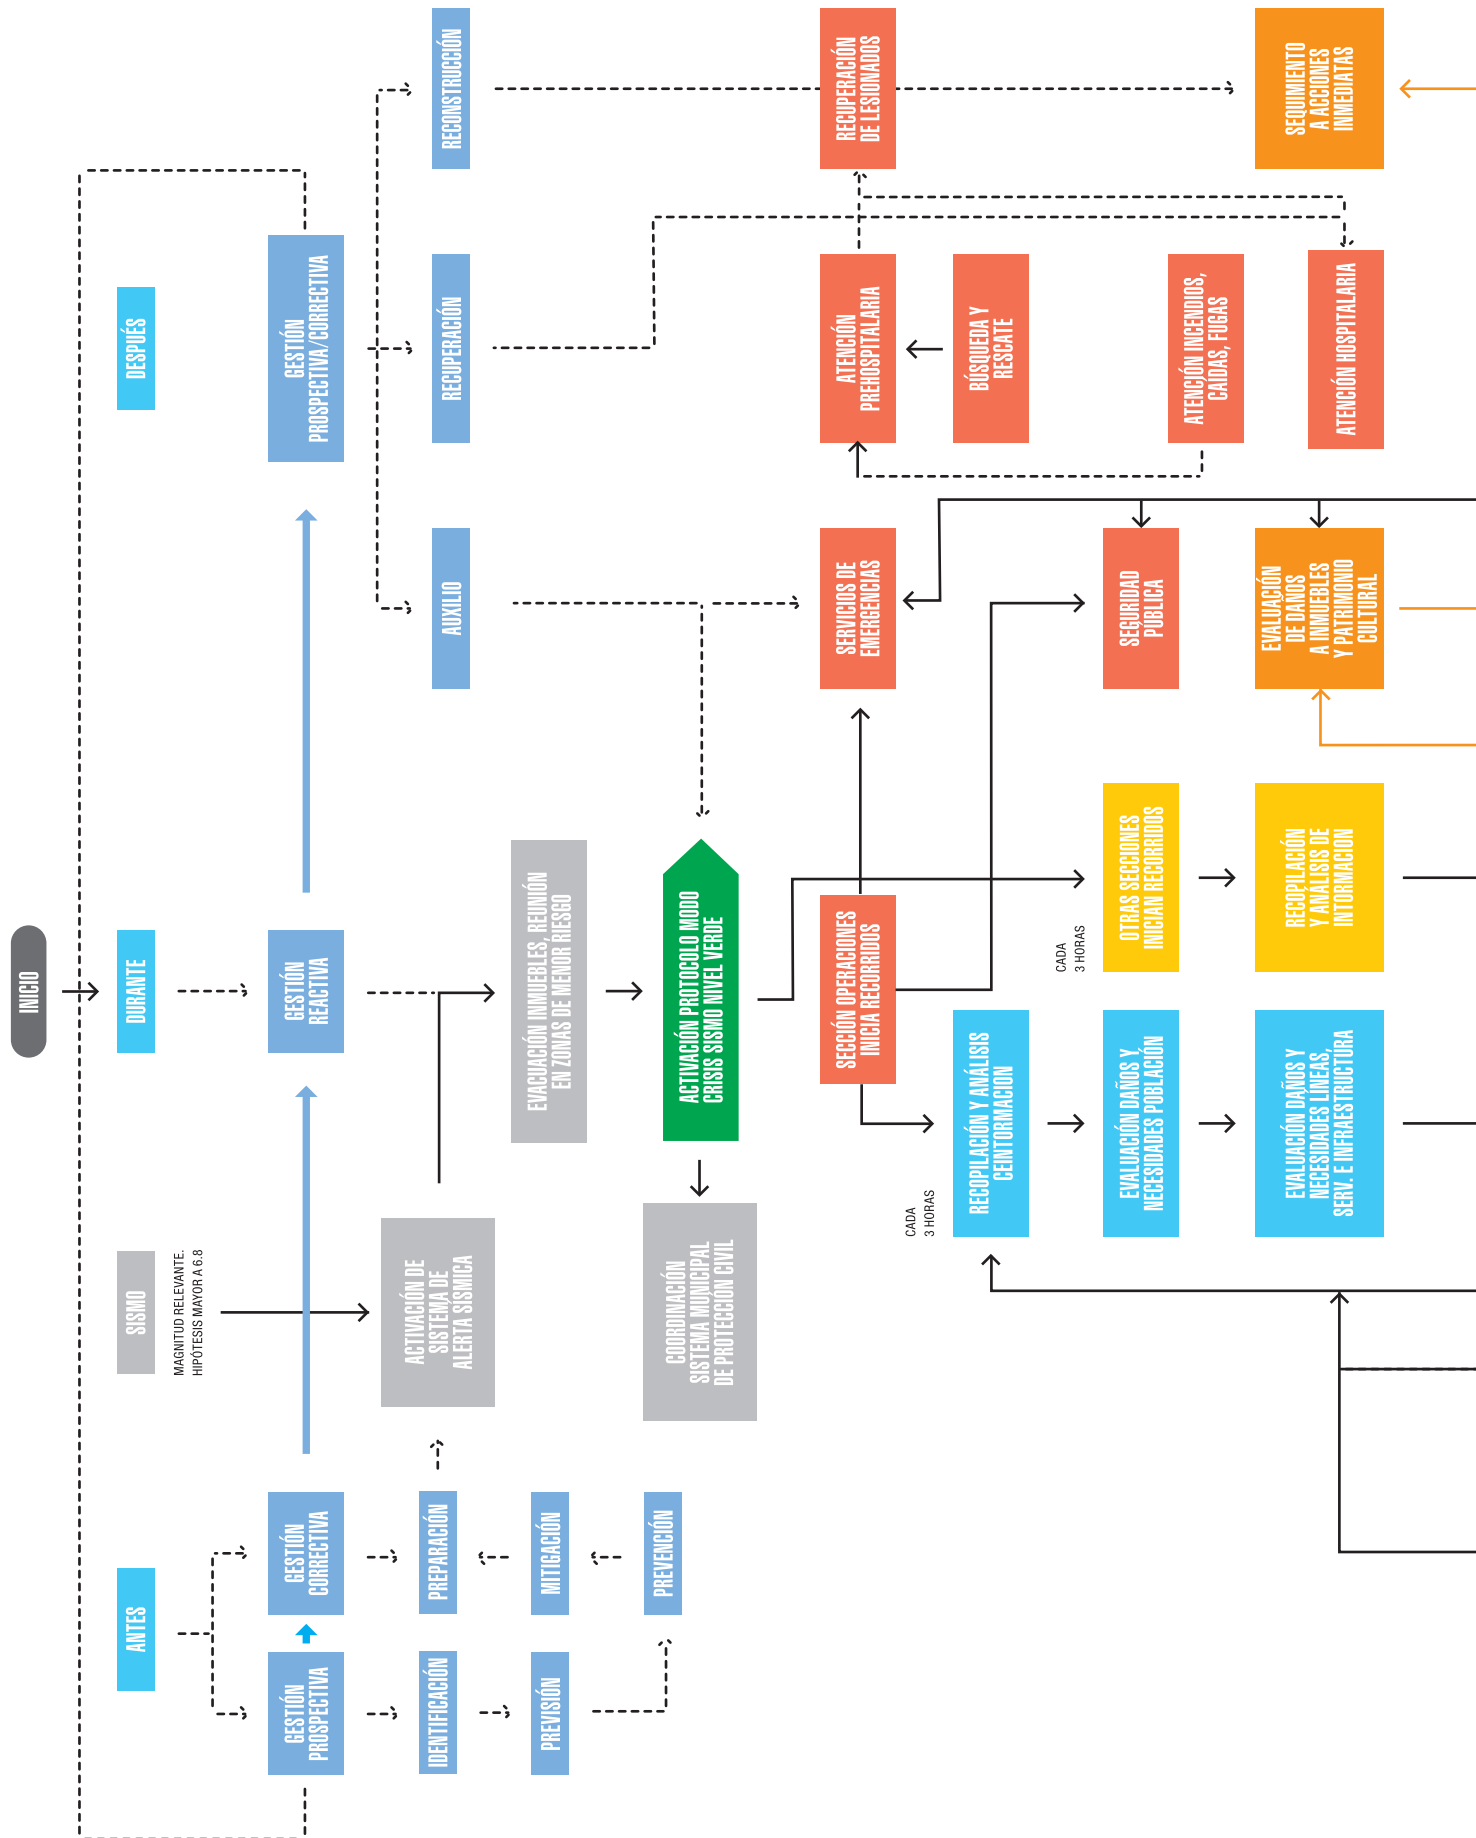 INICIO
ANTES
SISMO
MAGNITUD RELEVANTE.
HIPÓTESIS MAYOR A 6.8
DURANTE
DESPUÉS
GESTIÓN
PROSPECTIVA
GESTIÓN
CORRECTIVA
GESTIÓN
REACTIVA
GESTIÓN
PROSPECTIVA/CORRECTIVA
IDENTIFICACIÓN
PREPARACIÓN
ACTIVACIÓN DE
SISTEMA DE
ALERTA SÍSMICA
AUXILIO
RECUPERACIÓN
RECONSTRUCCIÓN
PREVISIÓN
MITIGACIÓN
EVACUACIÓN INMUEBLES, REUNIÓN
EN ZONAS DE MENOR RIESGO
PREVENCIÓN
COORDINACIÓN
SISTEMA MUNICIPAL
DE PROTECCIÓN CIVIL
ACTIVACIÓN PROTOCOLO MODO
CRISIS SISMO NIVEL VERDE
SECCIÓN OPERACIONES
INICIA RECORRIDOS
SERVICIOS DE
EMERGENCIAS
ATENCIÓN
PREHOSPITALARIA
RECUPERACIÓN
DE LESIONADOS
CADA
3 HORAS
RECOPILACIÓN Y ANÁLISIS
CEINTORMACION
BÚSQUEDA Y
RESCATE
CADA
3 HORAS
EVALUACIÓN DAÑOS Y
NECESIDADES POBLACIÓN
OTRAS SECCIONES
INICIAN RECORRIDOS
SEGURIDAD
PÚBLICA
ATENCIÓN INCENDIOS,
CAÍDAS, FUGAS
EVALUACIÓN DAÑOS Y
NECESIDADES LÍNEAS,
SERV. E INFRAESTRUCTURA
RECOPILACIÓN
Y ANÁLISIS DE
INTORMACION
EVALUACIÓN
DE DAÑOS
A INMUEBLES
Y PATRIMONIO
CULTURAL
ATENCIÓN HOSPITALARIA
SEQUIMIENTO
A ACCIONES
INMEDIATAS